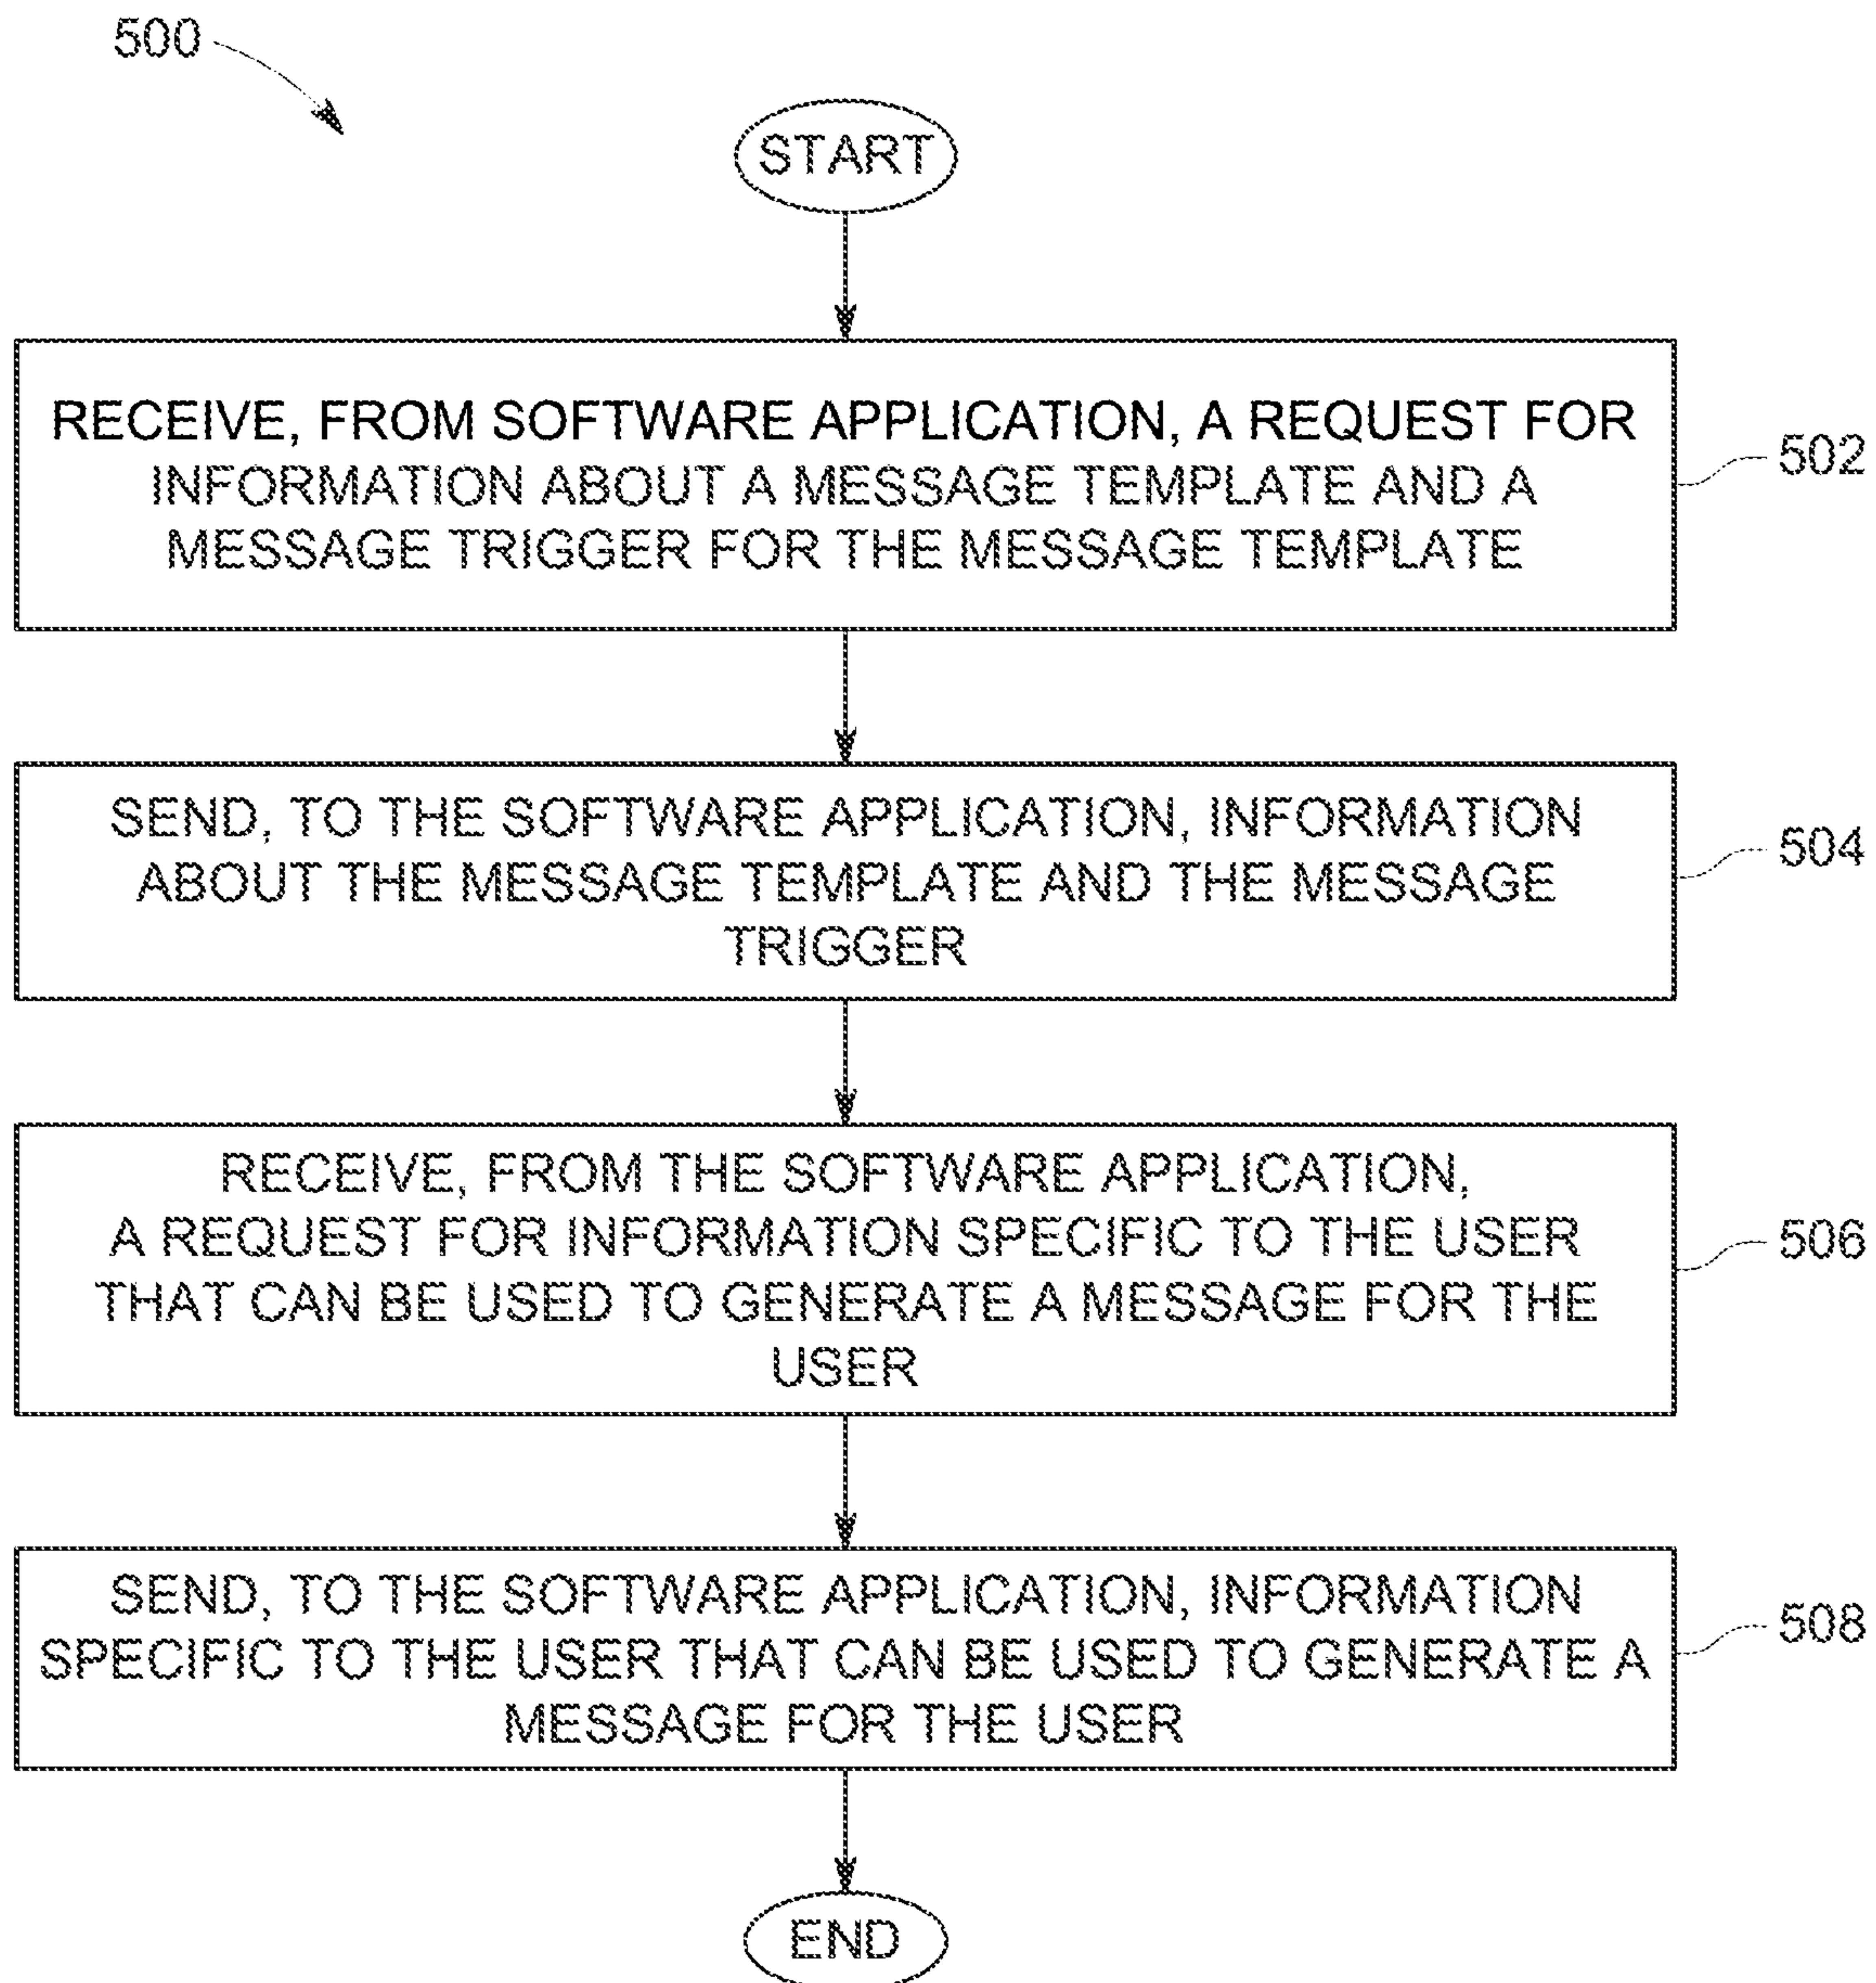 500
START
RECEIVE, FROM SOFTWARE APPLICATION, A REQUEST FOR
INFORMATION ABOUT A MESSAGE TEMPLATE AND A
MESSAGE TRIGGER FOR THE MESSAGE TEMPLATE
502
SEND, TO THE SOFTWARE APPLICATION, INFORMATION
ABOUT THE MESSAGE TEMPLATE AND THE MESSAGE
TRIGGER
504
RECEIVE, FROM THE SOFTWARE APPLICATION,
A REQUEST FOR INFORMATION SPECIFIC TO THE USER
THAT CAN BE USED TO GENERATE A MESSAGE FOR THE
USER
506
SEND, TO THE SOFTWARE APPLICATION, INFORMATION
SPECIFIC TO THE USER THAT CAN BE USED TO GENERATE A
MESSAGE FOR THE USER
508
END